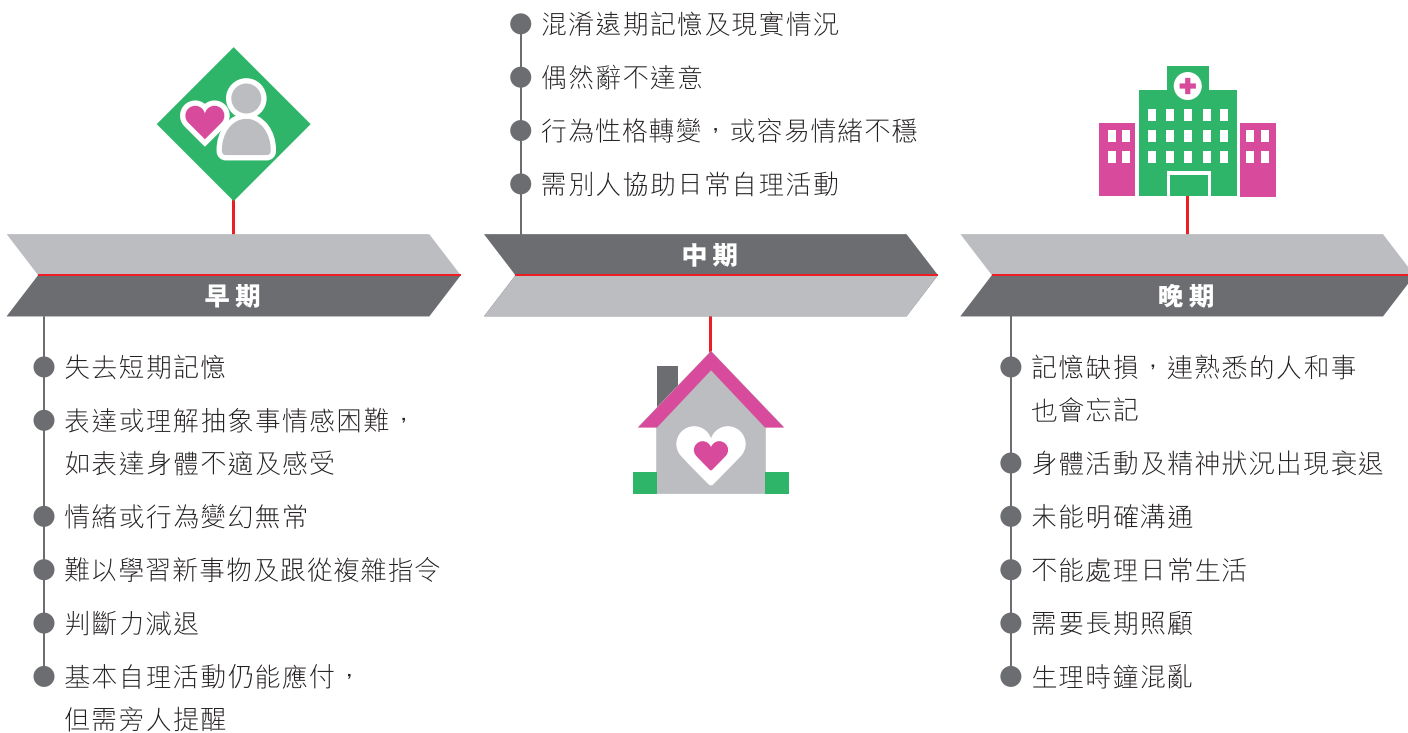 早期
失去短期記憶
表達或理解抽象事情感困難，
如表達身體不適及感受
情緒或行為變幻無常
難以學習新事物及跟從複雜指令
判斷力減退
基本自理活動仍能應付，
但需旁人提醒
混淆遠期記憶及現實情況
偶然辭不達意
行為性格轉變，或容易情緒不穩
需別人協助日常自理活動
中期
晚期
記憶缺損，連熟悉的人和事
也會忘記
身體活動及精神狀況出現衰退
未能明確溝通
不能處理日常生活
需要長期照顧
生理時鐘混亂